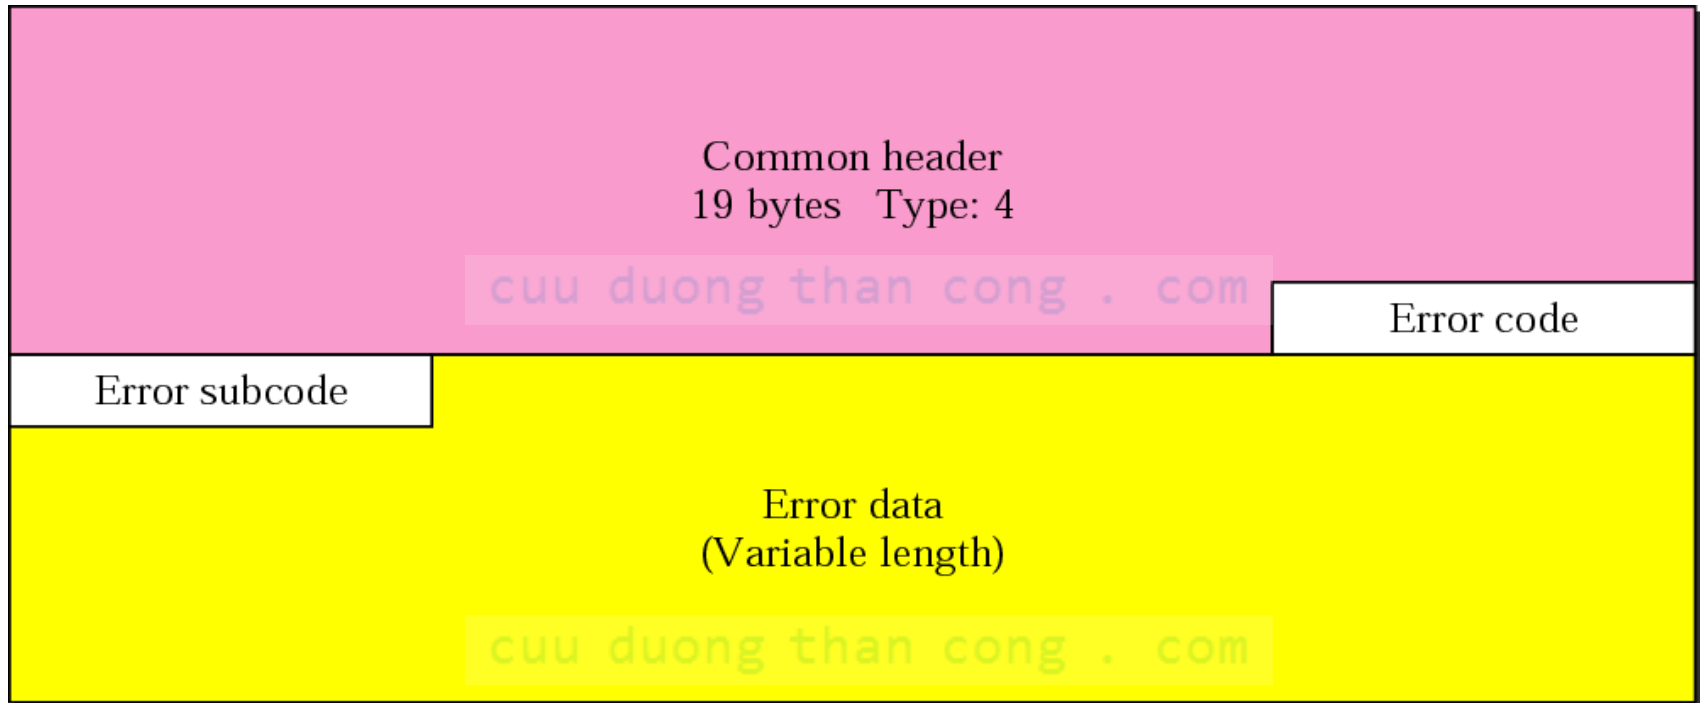 Common header
19 bytes Type: 4
cuu duong than cong . com
Error code
Error subcode
Error data
(Variable length)
cuu duong than cong . com